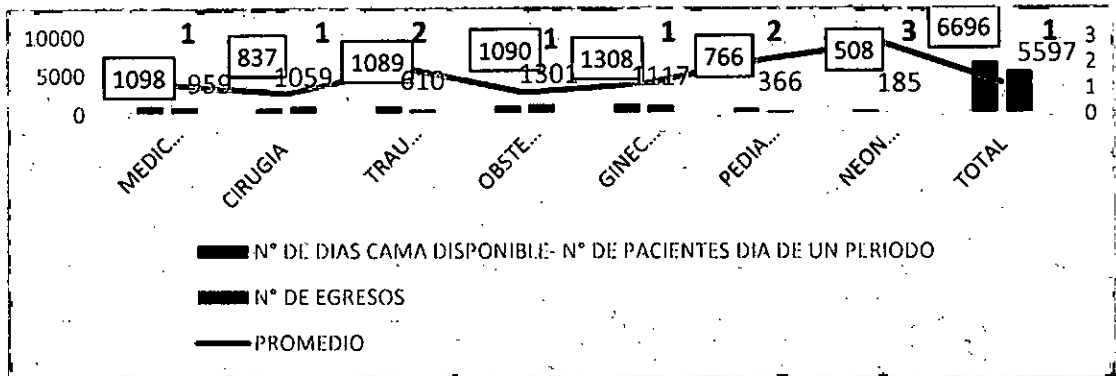 10000
5000
0
1098
959
1
837
1059
1
1089
610
2
1090
1301
1
1308
1117
1
766
366
2
508
185
3
6696
5597
1
3
2
1
0
MEDIC...
CIRUGIA
TRAU...
OBSTE...
GINEC...
PEDIA...
NEON...
TOTAL
N° DE DIAS CAMA DISPONIBLE- N° DE PACIENTES DIA DE UN PERIODO
N° DE EGRESOS
PROMEDIO